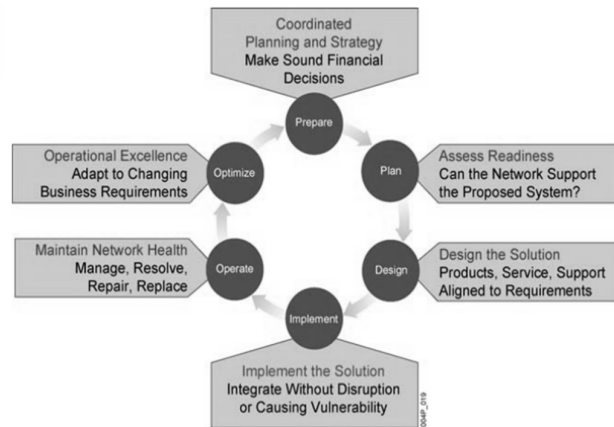 Coordinated
Planning and Strategy
Make Sound Financial
Decisions
Prepare
Operational Excellence
Adapt to Changing
Business Requirements
Optimize
Plan
Assess Readiness
Can the Network Support
the Proposed System?
Maintain Network Health
Manage, Resolve,
Repair, Replace
Operate
Design
Design the Solution
Products, Service, Support
Aligned to Requirements
Implement
Implement the Solution
Integrate Without Disruption
or Causing Vulnerability
004P_019